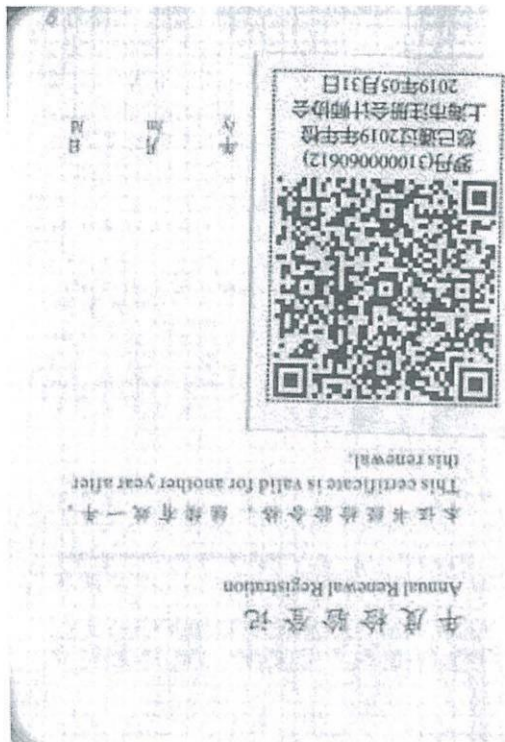 年度检验登记
Annual Renewal Registration
本证书经检验合格，继续有效一年。
This certificate is valid for another year after
this renewal.
罗丹(310000060612)
您已通过2019年年检
上海市注册会计师协会
2019年05月31日
年 月 日
/y /m /d